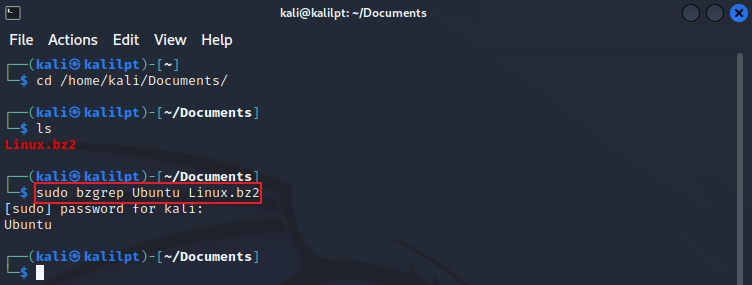 kali@kalilpt: ~/Documents
File Actions Edit View Help
┌──(kali㉿kalilpt)-[~]
└─$ cd /home/kali/Documents/
┌──(kali㉿kalilpt)-[~/Documents]
└─$ ls
Linux.bz2
┌──(kali㉿kalilpt)-[~/Documents]
└─$ sudo bzgrep Ubuntu Linux.bz2
[sudo] password for kali:
Ubuntu
┌──(kali㉿kalilpt)-[~/Documents]
└─$